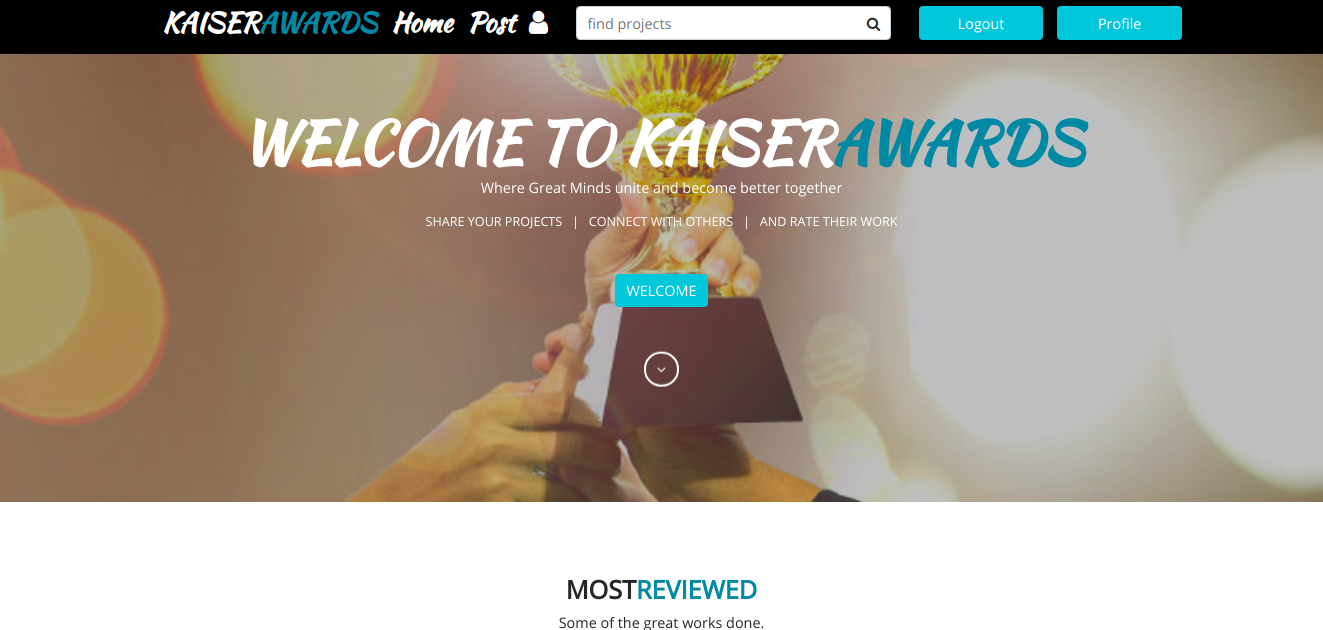 KAISERAWARDS Home Post find projects Logout Profile
WELCOME TO KAISERAWARDS
Where Great Minds unite and become better together
SHARE YOUR PROJECTS | CONNECT WITH OTHERS | AND RATE THEIR WORK
WELCOME
MOSTREVIEWED
Some of the great works done.